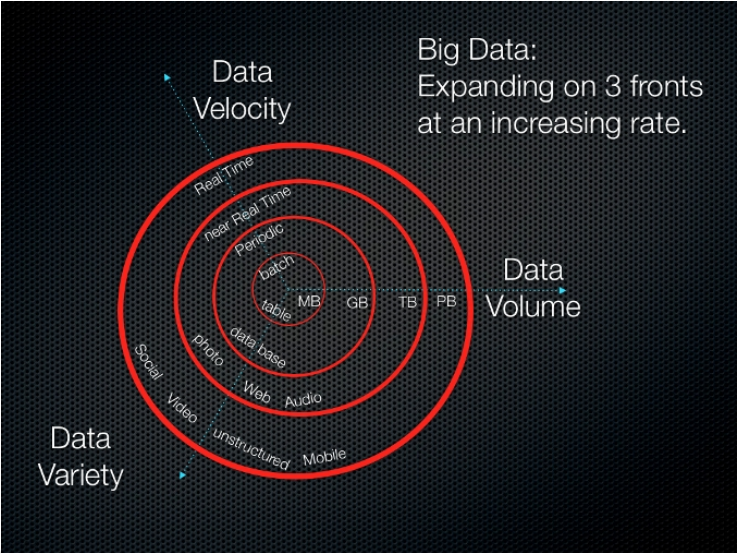 Big Data:
Expanding on 3 fronts
at an increasing rate.
Data
Velocity
Real Time
near Real Time
Periodic
batch
table
MB
GB
TB
PB
Data
Volume
data base
photo
Web
Audio
Social
Video
unstructured
Mobile
Data
Variety